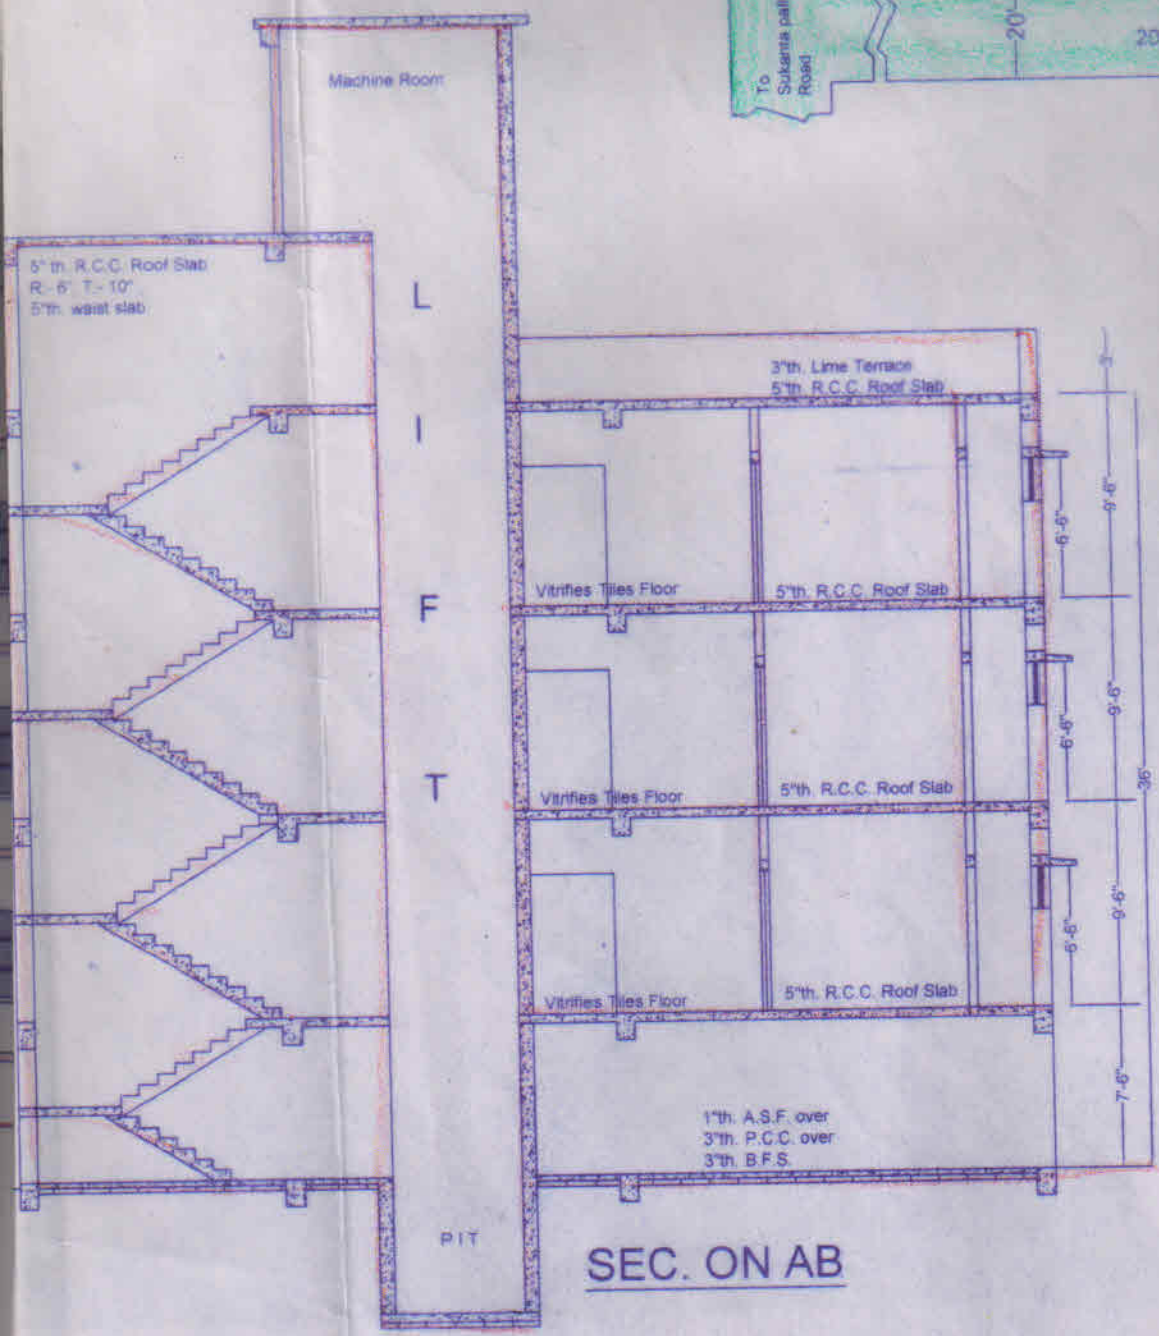 Machine Room
To
Sukanta pall
Road
20'
20
5" th. R.C.C. Roof Slab
R.- 6", T.- 10"
5"th. waist slab
L
I
F
T
3"th. Lime Terrace
5"th. R.C.C. Roof Slab
3'
9'-6"
6'-6"
Vitrifies Tiles Floor
5"th. R.C.C. Roof Slab
9'-6"
6'-6"
36'
Vitrifies Tiles Floor
5"th. R.C.C. Roof Slab
9'-6"
6'-6"
Vitrifies Tiles Floor
5"th. R.C.C. Roof Slab
7'-6"
1"th. A.S.F. over
3"th. P.C.C. over
3"th. B.F.S.
PIT
SEC. ON AB